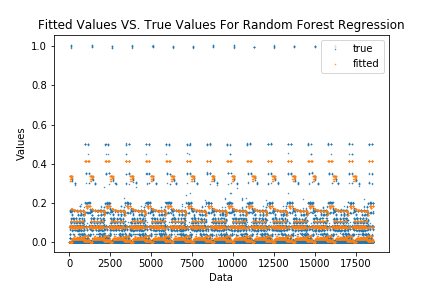 Fitted Values VS. True Values For Random Forest Regression
1.0
0.8
0.6
0.4
0.2
0.0
Values
true
fitted
0
2500
5000
7500
10000
12500
15000
17500
Data